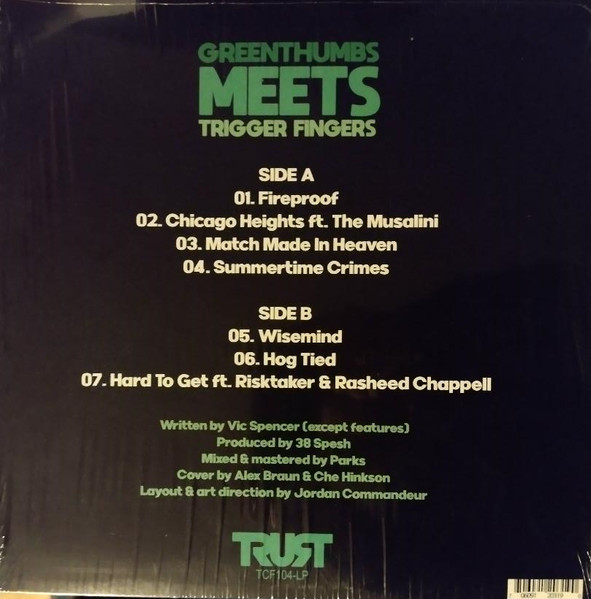 GREENTHUMBS
MEETS
TRIGGER FINGERS
SIDE A
01. Fireproof
02. Chicago Heights ft. The Musalini
03. Match Made In Heaven
04. Summertime Crimes
SIDE B
05. Wisemind
06. Hog Tied
07. Hard To Get ft. Risktaker & Rasheed Chappell
Written by Vic Spencer (except features)
Produced by 38 Spesh
Mixed & mastered by Parks
Cover by Alex Braun & Che Hinkson
Layout & art direction by Jordan Commandeur
TRUST
TCF104-LP